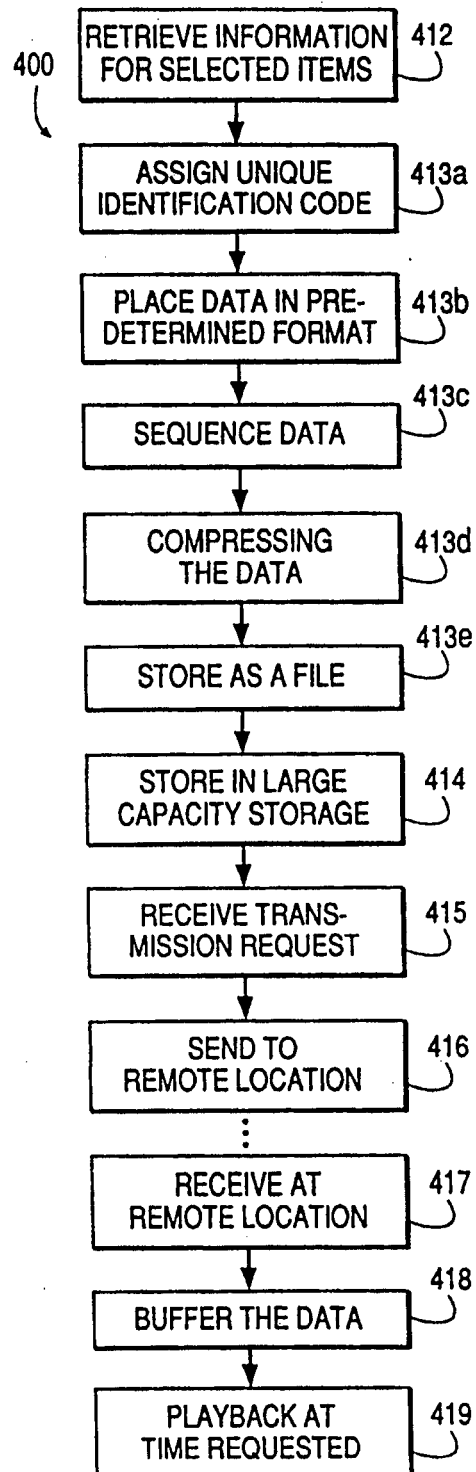 400
RETRIEVE INFORMATION
FOR SELECTED ITEMS
412
ASSIGN UNIQUE
IDENTIFICATION CODE
413a
PLACE DATA IN PRE-
DETERMINED FORMAT
413b
SEQUENCE DATA
413c
COMPRESSING
THE DATA
413d
STORE AS A FILE
413e
STORE IN LARGE
CAPACITY STORAGE
414
RECEIVE TRANS-
MISSION REQUEST
415
SEND TO
REMOTE LOCATION
416
RECEIVE AT
REMOTE LOCATION
417
BUFFER THE DATA
418
PLAYBACK AT
TIME REQUESTED
419